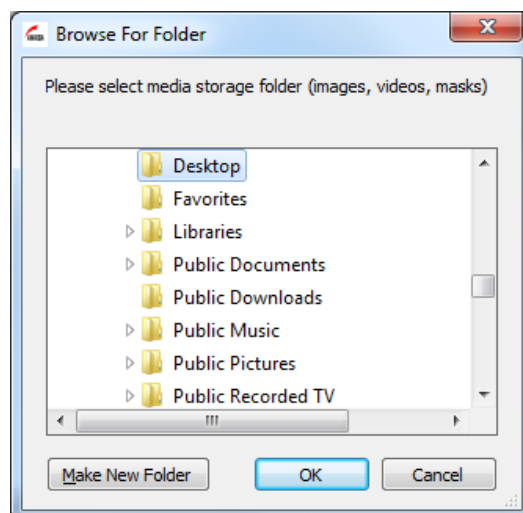 Browse For Folder
Please select media storage folder (images, videos, masks)
Desktop
Favorites
Libraries
Public Documents
Public Downloads
Public Music
Public Pictures
Public Recorded TV
Make New Folder OK Cancel